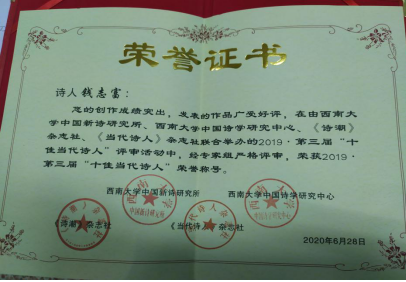 荣誉证书
诗人 钱志富：
您的创作成绩突出，发表的作品广受好评，在由西南大
学中国新诗研究所、西南大学中国诗学研究中心、《诗潮》
杂志社、《当代诗人》杂志社联合举办的2019·第三届“十
佳当代诗人”评审活动中，经专家组严格评审，荣获2019·
第三届“十佳当代诗人”荣誉称号。
西南大学中国新诗研究所 西南大学中国诗学研究中心
《诗潮》杂志社 《当代诗人》杂志社
2020年6月28日